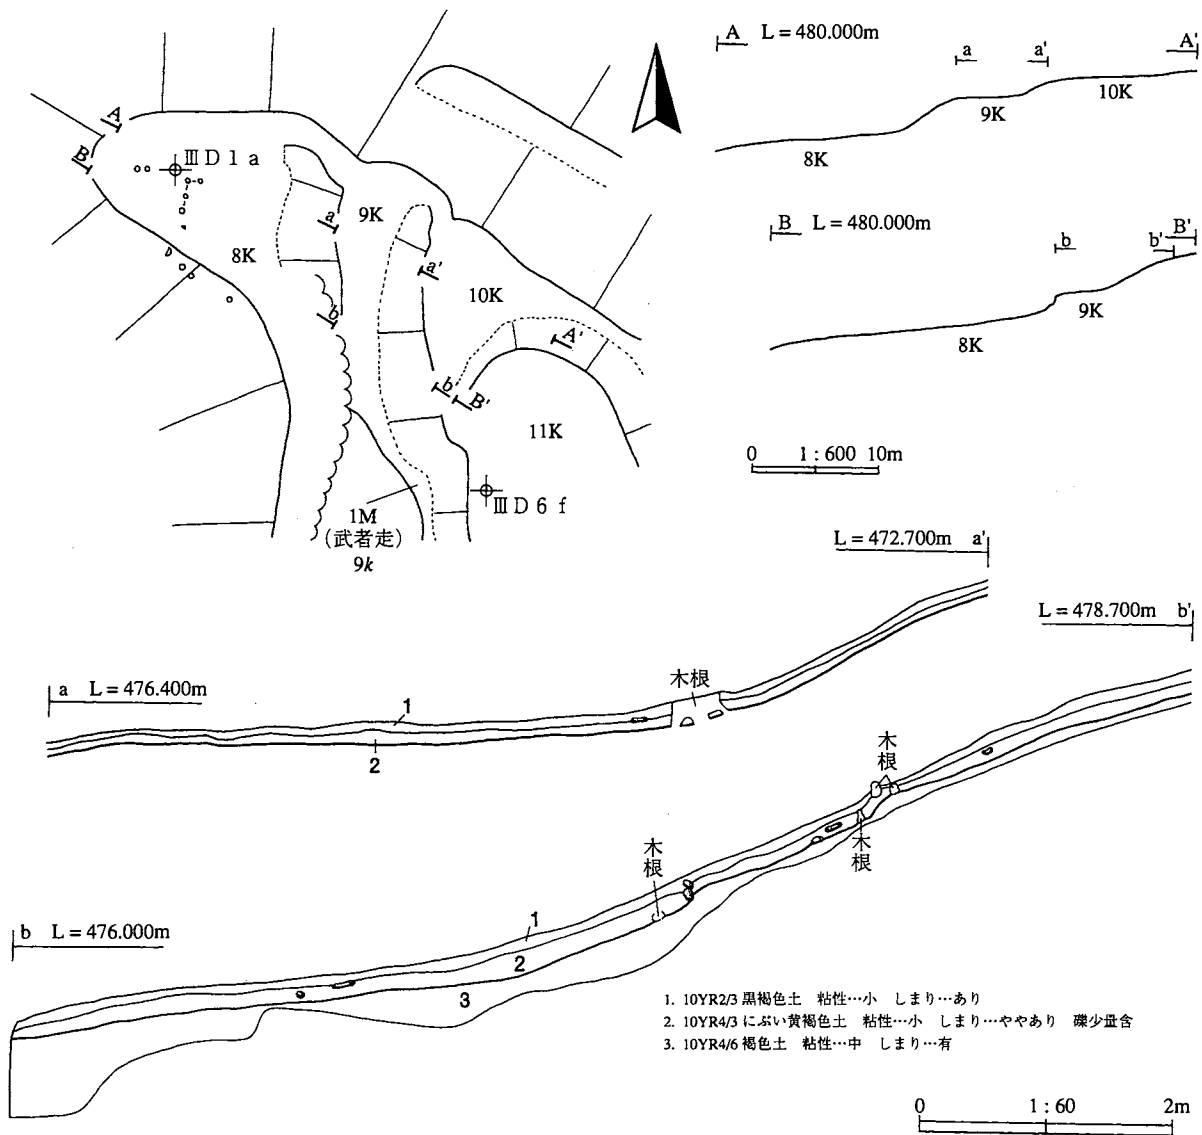 A L = 480.000m A'
a a'
8K 9K 10K
B L = 480.000m B'
b b'
8K 9K
0 1 : 600 10m
A
B
ⅢD1a
a
9K
8K
a'
10K
b
A'
b'
B'
11K
ⅢD6f
1M
(武者走)
9k
L = 472.700m a'
L = 478.700m b'
a L = 476.400m
木根
1
2
木根
木根
木根
b L = 476.000m
1
2
3
1. 10YR2/3 黒褐色土 粘性…小 しまり…あり
2. 10YR4/3 にぶい黄褐色土 粘性…小 しまり…ややあり 礫少量含
3. 10YR4/6 褐色土 粘性…中 しまり…有
0 1 : 60 2m